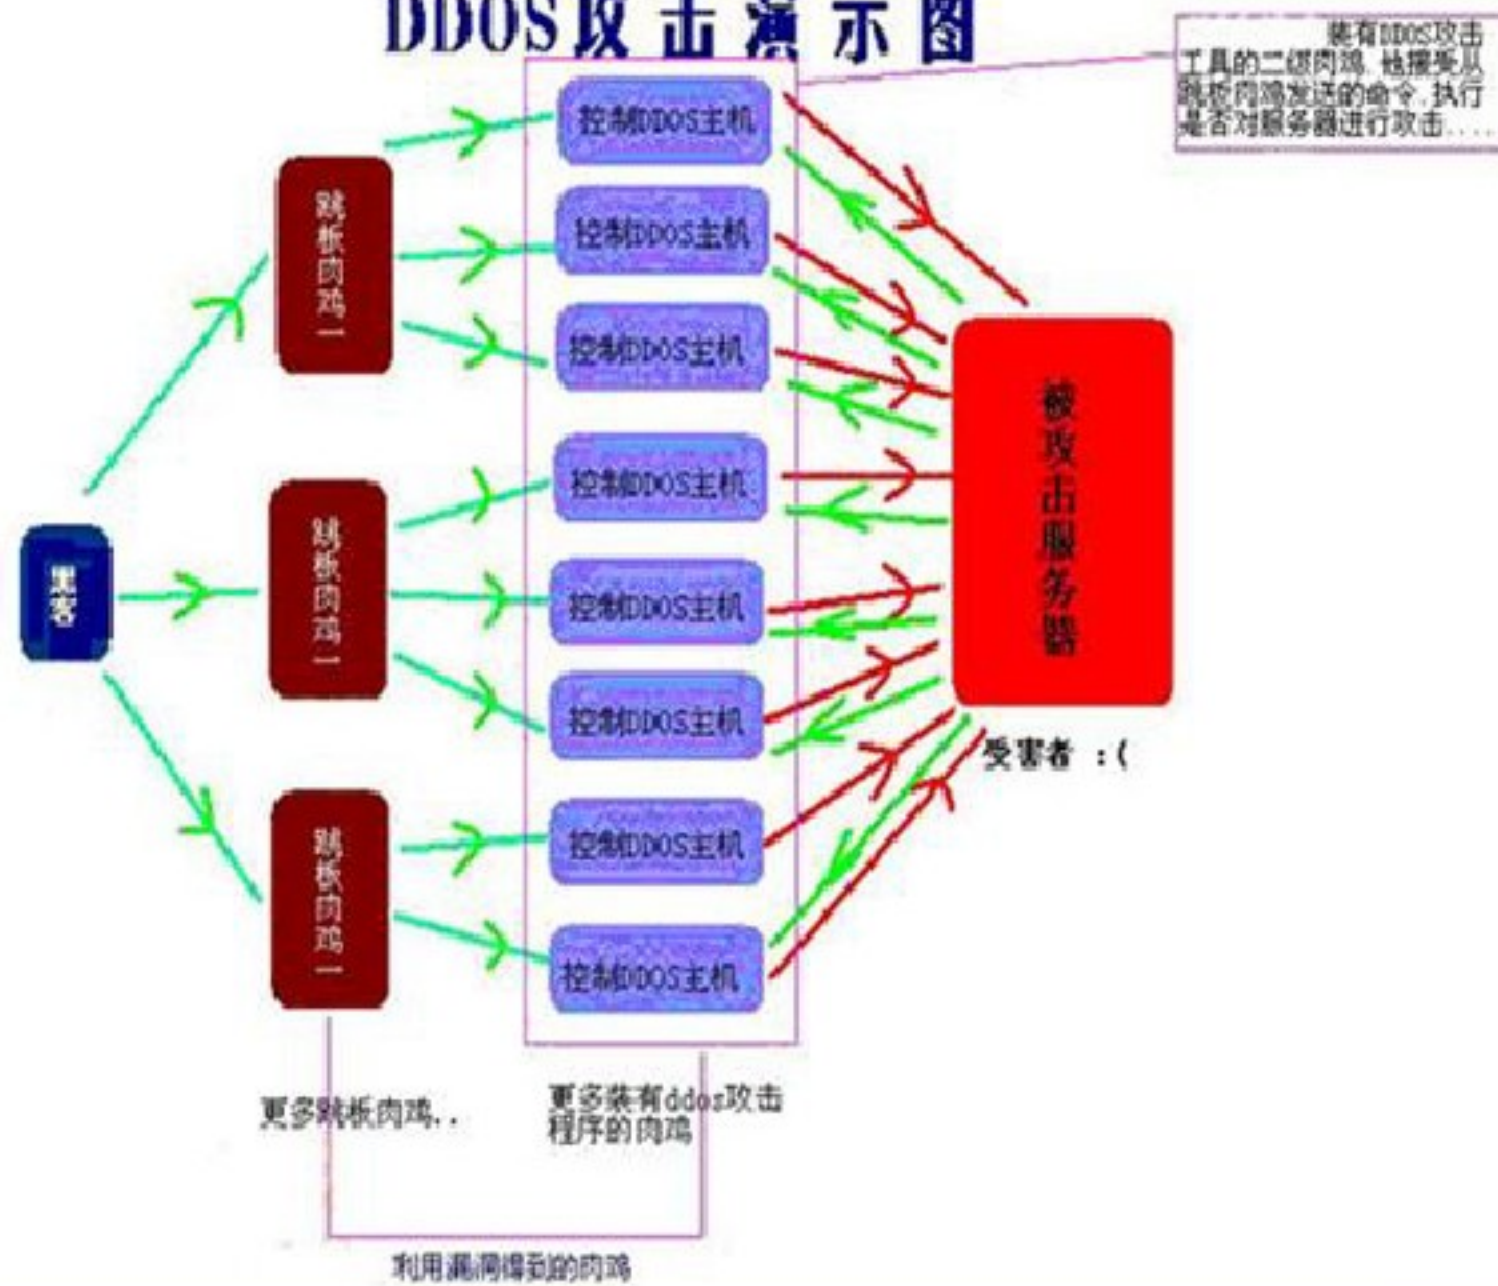 DDOS攻击演示图
装有DDOS攻击
工具的二级肉鸡.他接受从
跳板肉鸡发送的命令.执行
是否对服务器进行攻击....
控制DDOS主机
控制DDOS主机
控制DDOS主机
控制DDOS主机
控制DDOS主机
控制DDOS主机
控制DDOS主机
控制DDOS主机
跳板肉鸡一
跳板肉鸡一
跳板肉鸡一
黑客
被攻击服务器
受害者 :(
更多跳板肉鸡..
更多装有ddos攻击
程序的肉鸡
利用漏洞得到的肉鸡